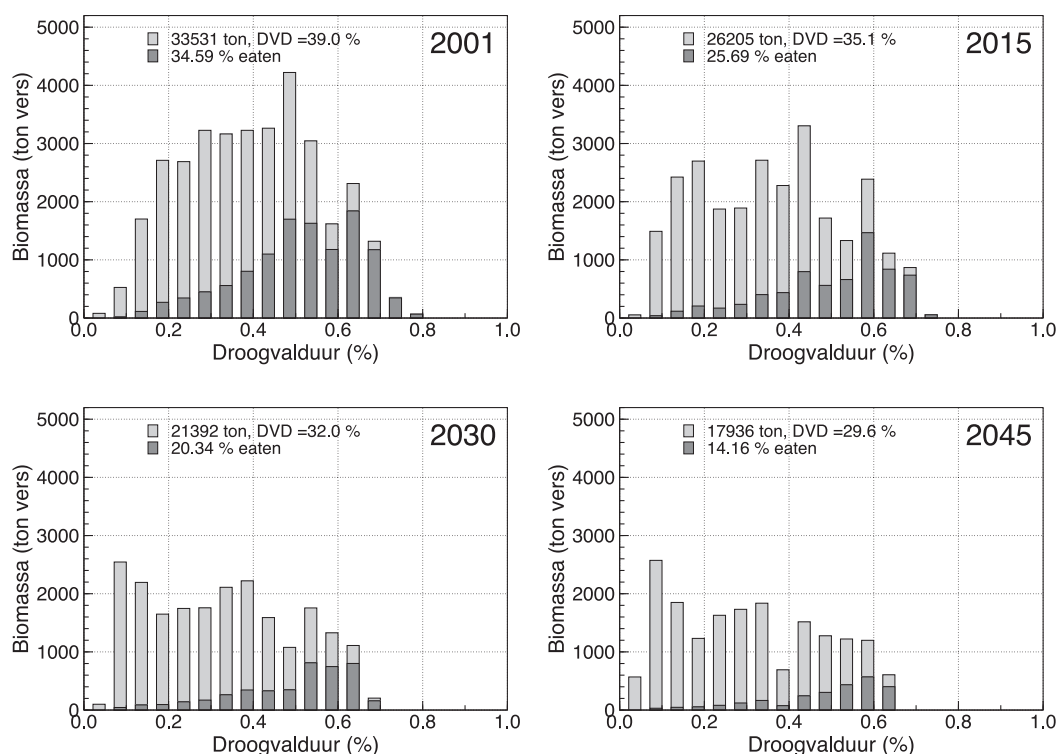 5000
4000
3000
2000
1000
0
Biomassa (ton vers)
33531 ton, DVD =39.0 %
34.59 % eaten
2001
0.0 0.2 0.4 0.6 0.8 1.0
Droogvalduur (%)
5000
4000
3000
2000
1000
0
Biomassa (ton vers)
26205 ton, DVD =35.1 %
25.69 % eaten
2015
0.0 0.2 0.4 0.6 0.8 1.0
Droogvalduur (%)
5000
4000
3000
2000
1000
0
Biomassa (ton vers)
21392 ton, DVD =32.0 %
20.34 % eaten
2030
0.0 0.2 0.4 0.6 0.8 1.0
Droogvalduur (%)
5000
4000
3000
2000
1000
0
Biomassa (ton vers)
17936 ton, DVD =29.6 %
14.16 % eaten
2045
0.0 0.2 0.4 0.6 0.8 1.0
Droogvalduur (%)